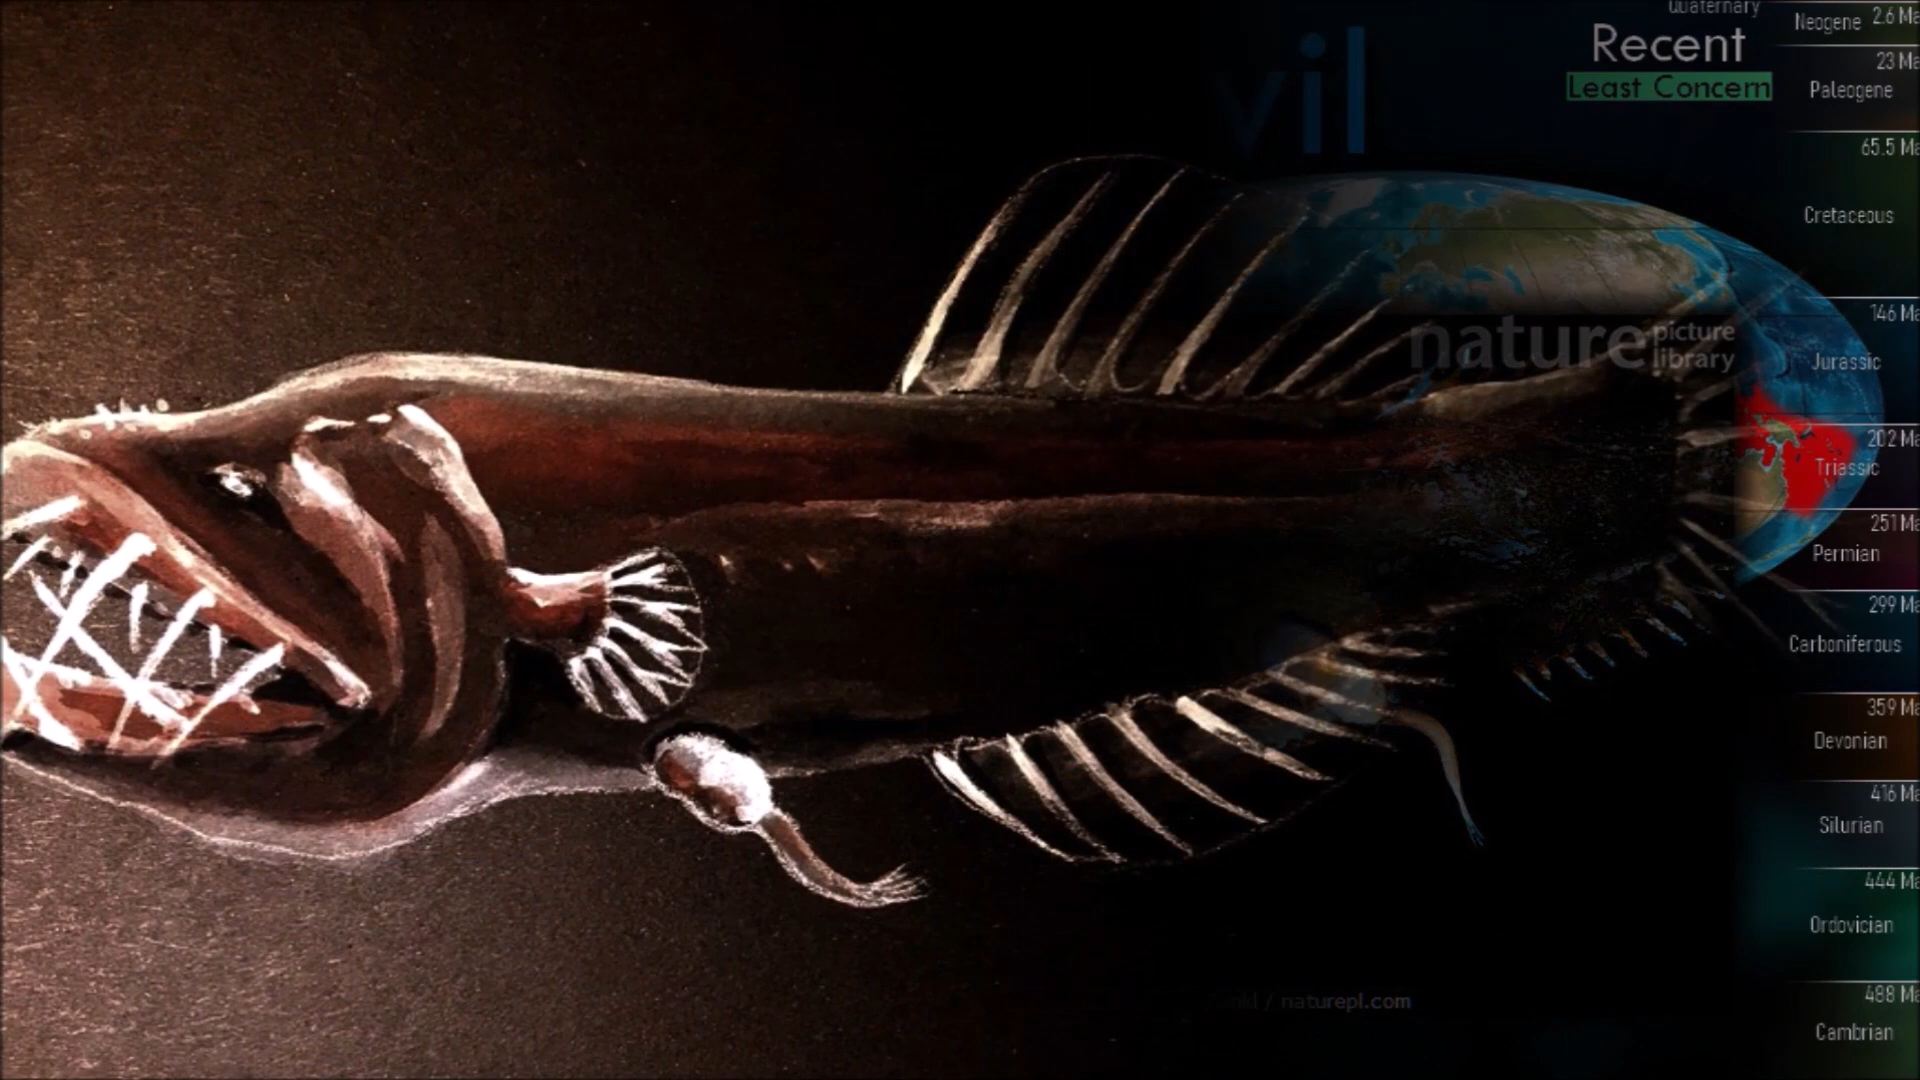 Quaternary
Recent
Least Concern
vil
nature picture library
naturepl.com
Neogene
2.6 Ma
23 Ma
Paleogene
65.5 Ma
Cretaceous
146 Ma
Jurassic
202 Ma
Triassic
251 Ma
Permian
299 Ma
Carboniferous
359 Ma
Devonian
416 Ma
Silurian
444 Ma
Ordovician
488 Ma
Cambrian